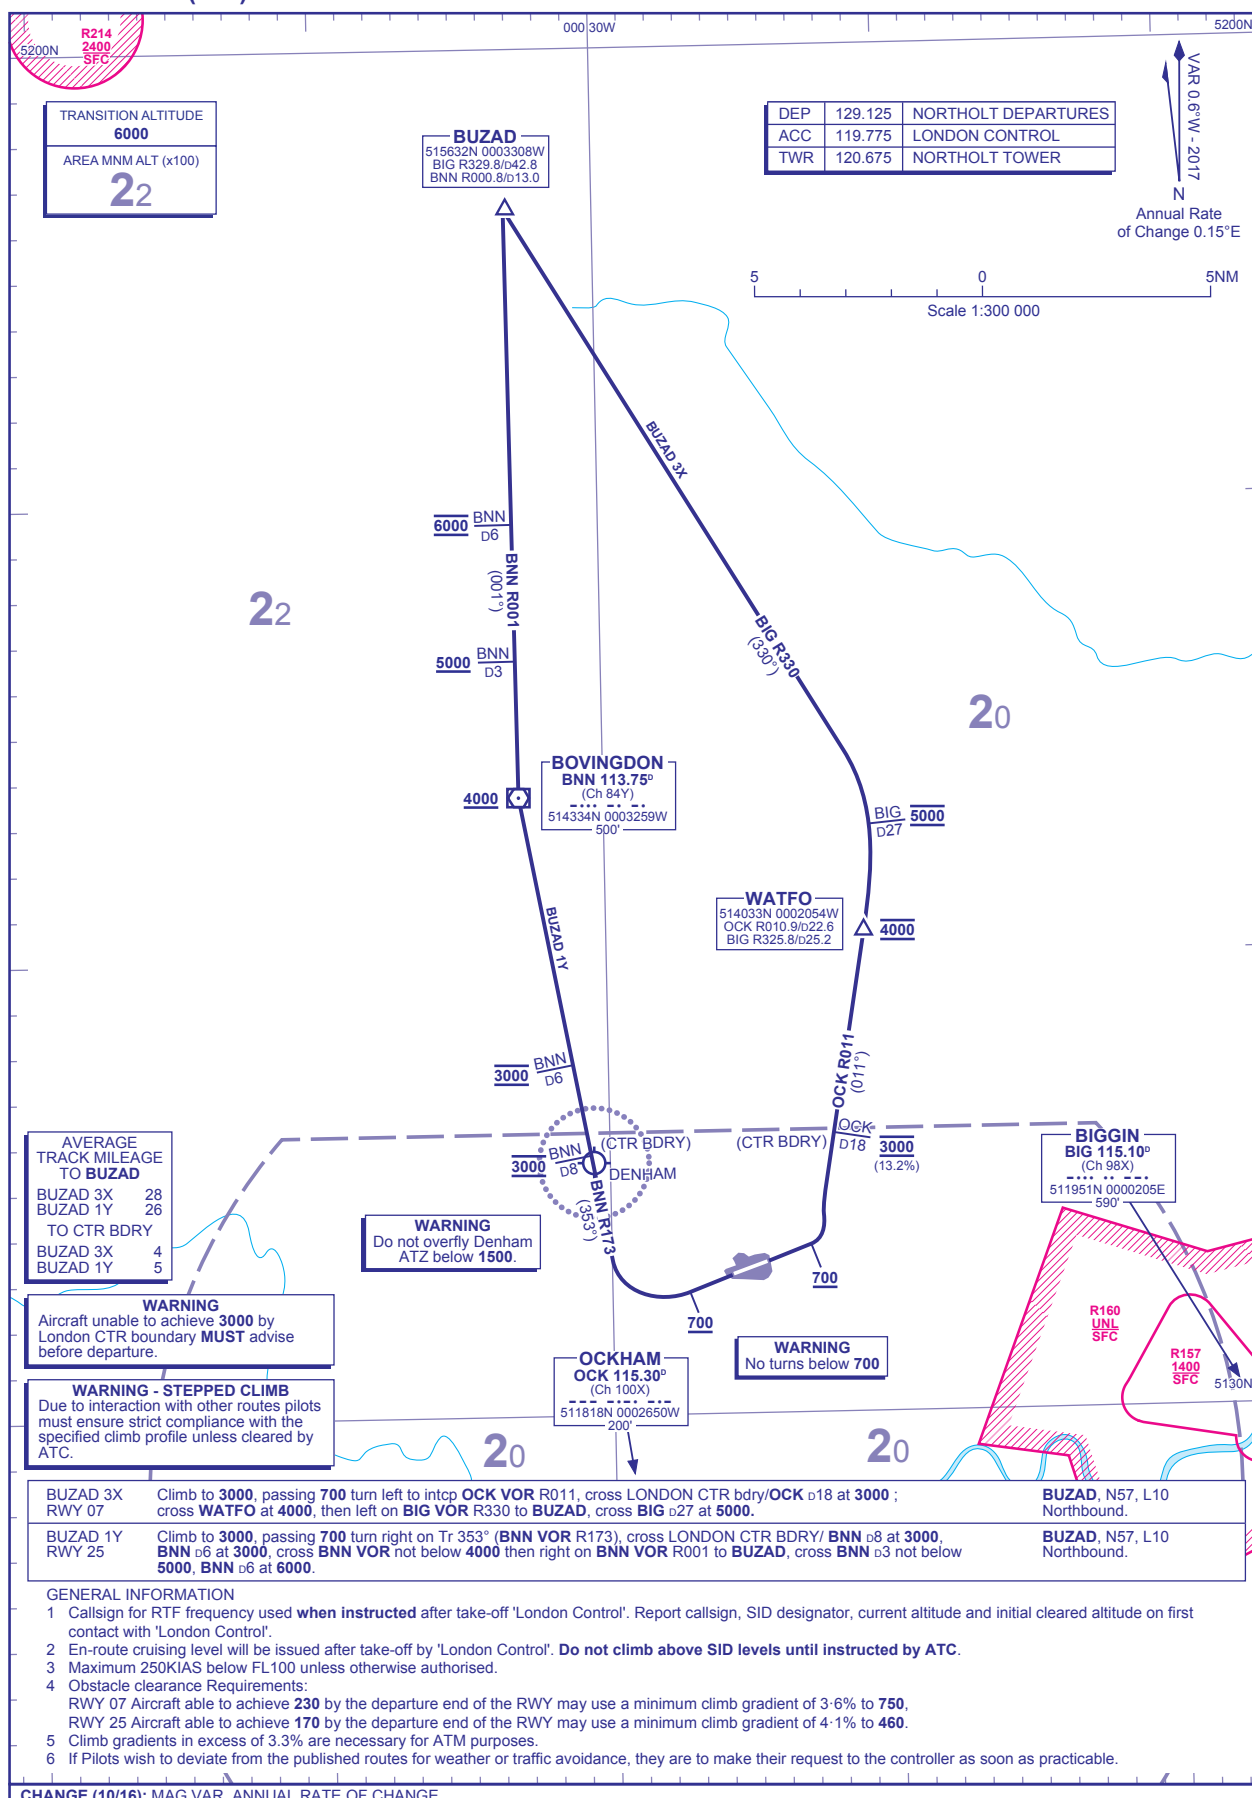 5200N
R214
2400
SFC
000 30W
5200N
TRANSITION ALTITUDE
6000
AREA MNM ALT (x100)
22
BUZAD
515632N 0003308W
BIG R329.8/D42.8
BNN R000.8/D13.0
DEP 129.125 NORTHOLT DEPARTURES
ACC 119.775 LONDON CONTROL
TWR 120.675 NORTHOLT TOWER
VAR 0.6°W - 2017
N
Annual Rate
of Change 0.15°E
5 0 5NM
Scale 1:300 000
BUZAD 3X
6000 BNN
D6
BNN R001
(001°)
22
5000 BNN
D3
BIG R330
(330°)
20
BOVINGDON
BNN 113.75D
(Ch 84Y)
514334N 0003259W
500'
4000
BIG 5000
D27
BUZAD 1Y
WATFO
514033N 0002054W
OCK R010.9/D22.6
BIG R325.8/D25.2
4000
OCK R011
(011°)
3000 BNN
D6
(CTR BDRY)
(CTR BDRY)
OCK
D18 3000
(13.2%)
3000 BNN
D8
DENHAM
BNN R173
(353°)
AVERAGE
TRACK MILEAGE
TO BUZAD
BUZAD 3X 28
BUZAD 1Y 26
TO CTR BDRY
BUZAD 3X 4
BUZAD 1Y 5
BIGGIN
BIG 115.10D
(Ch 98X)
511951N 0000205E
590'
WARNING
Do not overfly Denham
ATZ below 1500.
700
700
WARNING
Aircraft unable to achieve 3000 by
London CTR boundary MUST advise
before departure.
WARNING
No turns below 700
R160
UNL
SFC
R157
1400
SFC
5130N
OCKHAM
OCK 115.30D
(Ch 100X)
511818N 0002650W
200'
WARNING - STEPPED CLIMB
Due to interaction with other routes pilots
must ensure strict compliance with the
specified climb profile unless cleared by
ATC.
20
20
BUZAD 3X Climb to 3000, passing 700 turn left to intcp OCK VOR R011, cross LONDON CTR bdry/OCK D18 at 3000 ; BUZAD, N57, L10
RWY 07 cross WATFO at 4000, then left on BIG VOR R330 to BUZAD, cross BIG D27 at 5000. Northbound.
BUZAD 1Y Climb to 3000, passing 700 turn right on Tr 353° (BNN VOR R173), cross LONDON CTR BDRY/ BNN D8 at 3000, BUZAD, N57, L10
RWY 25 BNN D6 at 3000, cross BNN VOR not below 4000 then right on BNN VOR R001 to BUZAD, cross BNN D3 not below Northbound.
5000, BNN D6 at 6000.
GENERAL INFORMATION
1 Callsign for RTF frequency used when instructed after take-off 'London Control'. Report callsign, SID designator, current altitude and initial cleared altitude on first
contact with 'London Control'.
2 En-route cruising level will be issued after take-off by 'London Control'. Do not climb above SID levels until instructed by ATC.
3 Maximum 250KIAS below FL100 unless otherwise authorised.
4 Obstacle clearance Requirements:
RWY 07 Aircraft able to achieve 230 by the departure end of the RWY may use a minimum climb gradient of 3·6% to 750,
RWY 25 Aircraft able to achieve 170 by the departure end of the RWY may use a minimum climb gradient of 4·1% to 460.
5 Climb gradients in excess of 3.3% are necessary for ATM purposes.
6 If Pilots wish to deviate from the published routes for weather or traffic avoidance, they are to make their request to the controller as soon as practicable.
CHANGE (10/16): MAG VAR. ANNUAL RATE OF CHANGE